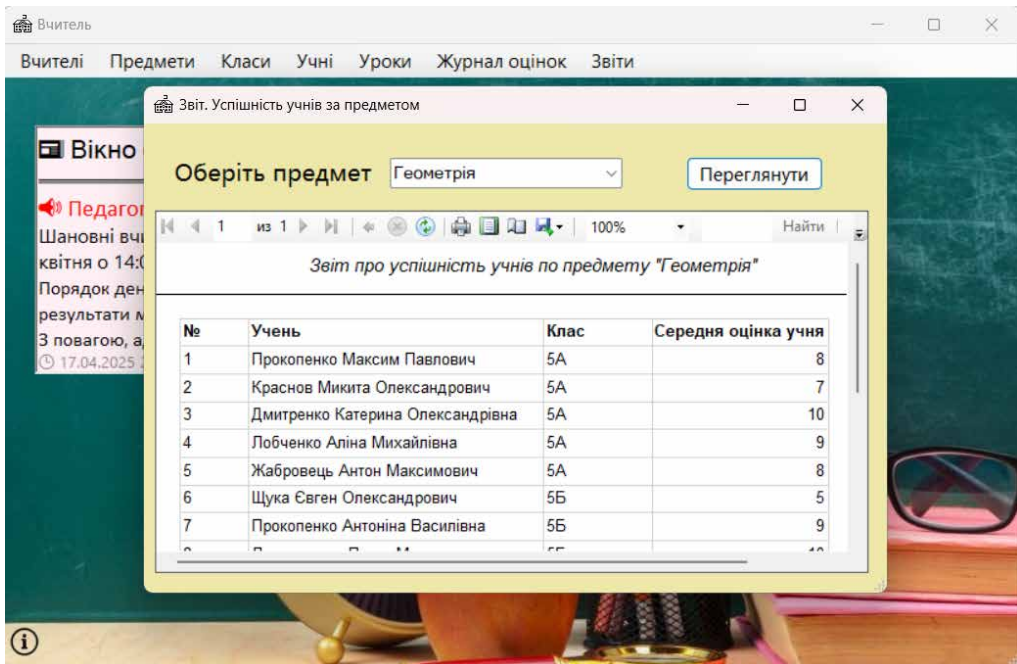 Вчитель
Вчителі Предмети Класи Учні Уроки Журнал оцінок Звіти
Звіт. Успішність учнів за предметом
Вікно
Оберіть предмет Геометрія Переглянути
Педагог
Шановні вчи
квітня о 14:0
Порядок ден
результати м
З повагою, а
17.04.2025
1 из 1 100% Найти
Звіт про успішність учнів по предмету "Геометрія"
№ Учень Клас Середня оцінка учня
1 Прокопенко Максим Павлович 5А 8
2 Краснов Микита Олександрович 5А 7
3 Дмитренко Катерина Олександрівна 5А 10
4 Лобченко Аліна Михайлівна 5А 9
5 Жабровець Антон Максимович 5А 8
6 Щука Євген Олександрович 5Б 5
7 Прокопенко Антоніна Василівна 5Б 9